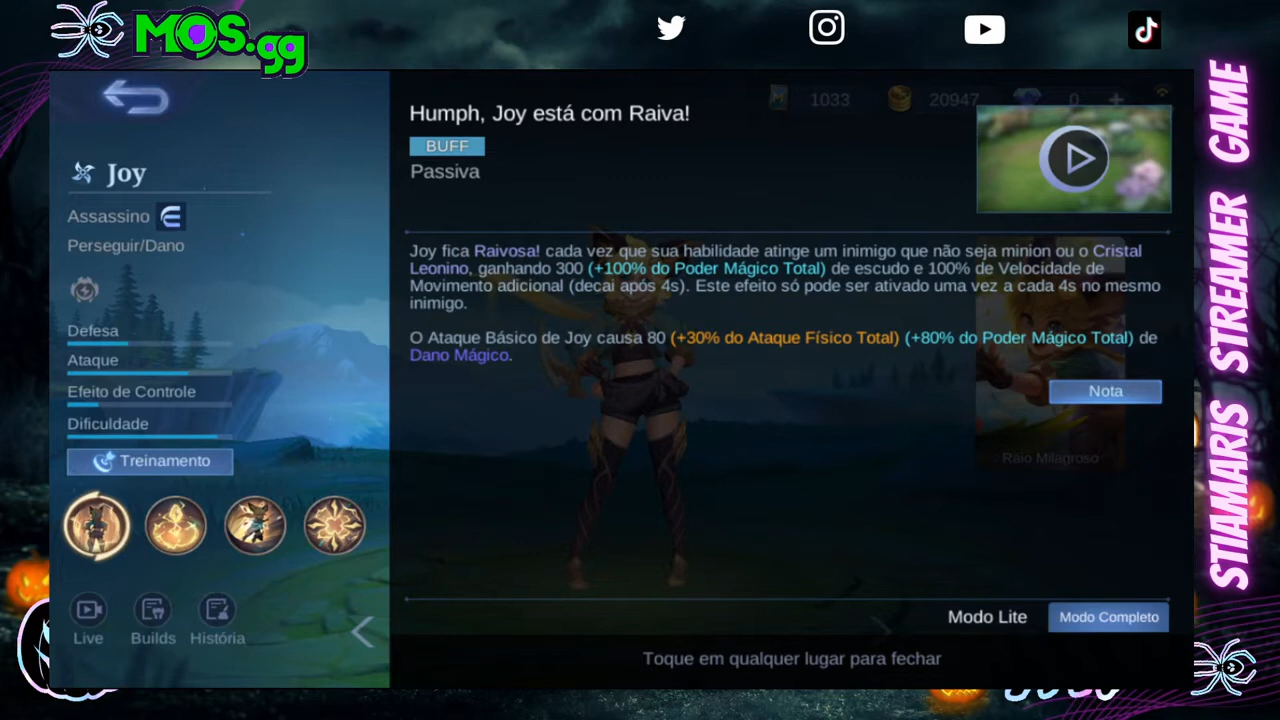 MOS.gg
1033
20947
0
Humph, Joy está com Raiva!
BUFF
Passiva
Joy
Assassino
Perseguir/Dano
Defesa
Ataque
Efeito de Controle
Dificuldade
Treinamento
Live
Builds
História
Joy fica Raivosa! cada vez que sua habilidade atinge um inimigo que não seja minion ou o Cristal
Leonino, ganhando 300 (+100% do Poder Mágico Total) de escudo e 100% de Velocidade de
Movimento adicional (decai após 4s). Este efeito só pode ser ativado uma vez a cada 4s no mesmo
inimigo.
O Ataque Básico de Joy causa 80 (+30% do Ataque Físico Total) (+80% do Poder Mágico Total) de
Dano Mágico.
Nota
Raio Milagroso
Modo Lite
Modo Completo
Toque em qualquer lugar para fechar
STIAMARIS STREAMER GAME